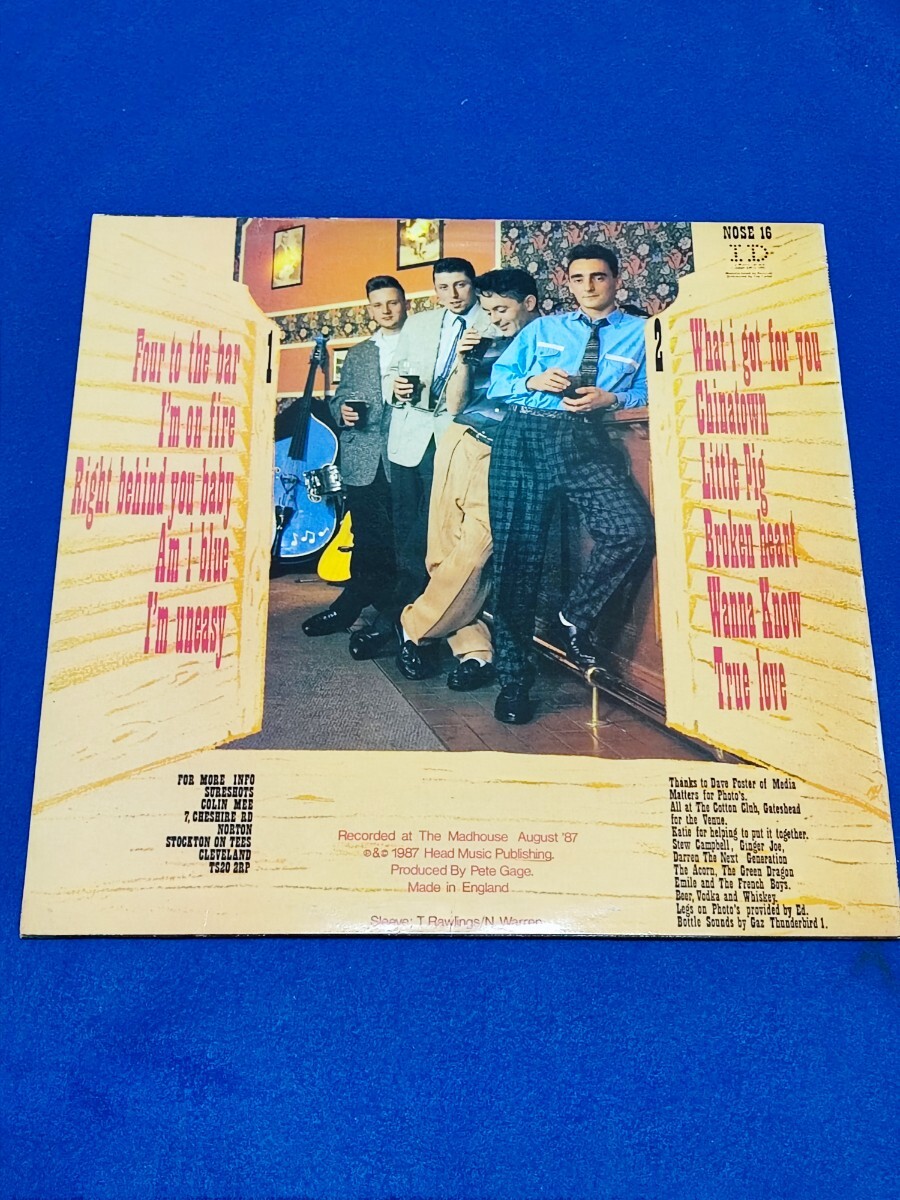 NOSE 16
I.D.
1
Four to the bar
I'm on fire
Right behind you baby
Am i blue
I'm uneasy
2
What i got for you
Chinatown
Little Pig
Broken heart
Wanna Know
True love
FOR MORE INFO
SURESHOTS
COLIN MEE
7, CHESHIRE RD
NORTON
STOCKTON ON TEES
CLEVELAND
TS20 2RP
Recorded at The Madhouse August '87
℗&© 1987 Head Music Publishing.
Produced By Pete Gage.
Made in England
Sleeve: T Rawlings/N Warren
Thanks to Dave Foster of Media
Matters for Photo's.
All at The Cotton Club, Gateshead
for the Venue.
Katie for helping to put it together.
Stew Campbell, Ginger Joe,
Darren The Next Generation
The Acorn, The Green Dragon
Emile and The French Boys.
Beer, Vodka and Whiskey.
Legs on Photo's provided by Ed.
Bottle Sounds by Gaz Thunderbird 1.